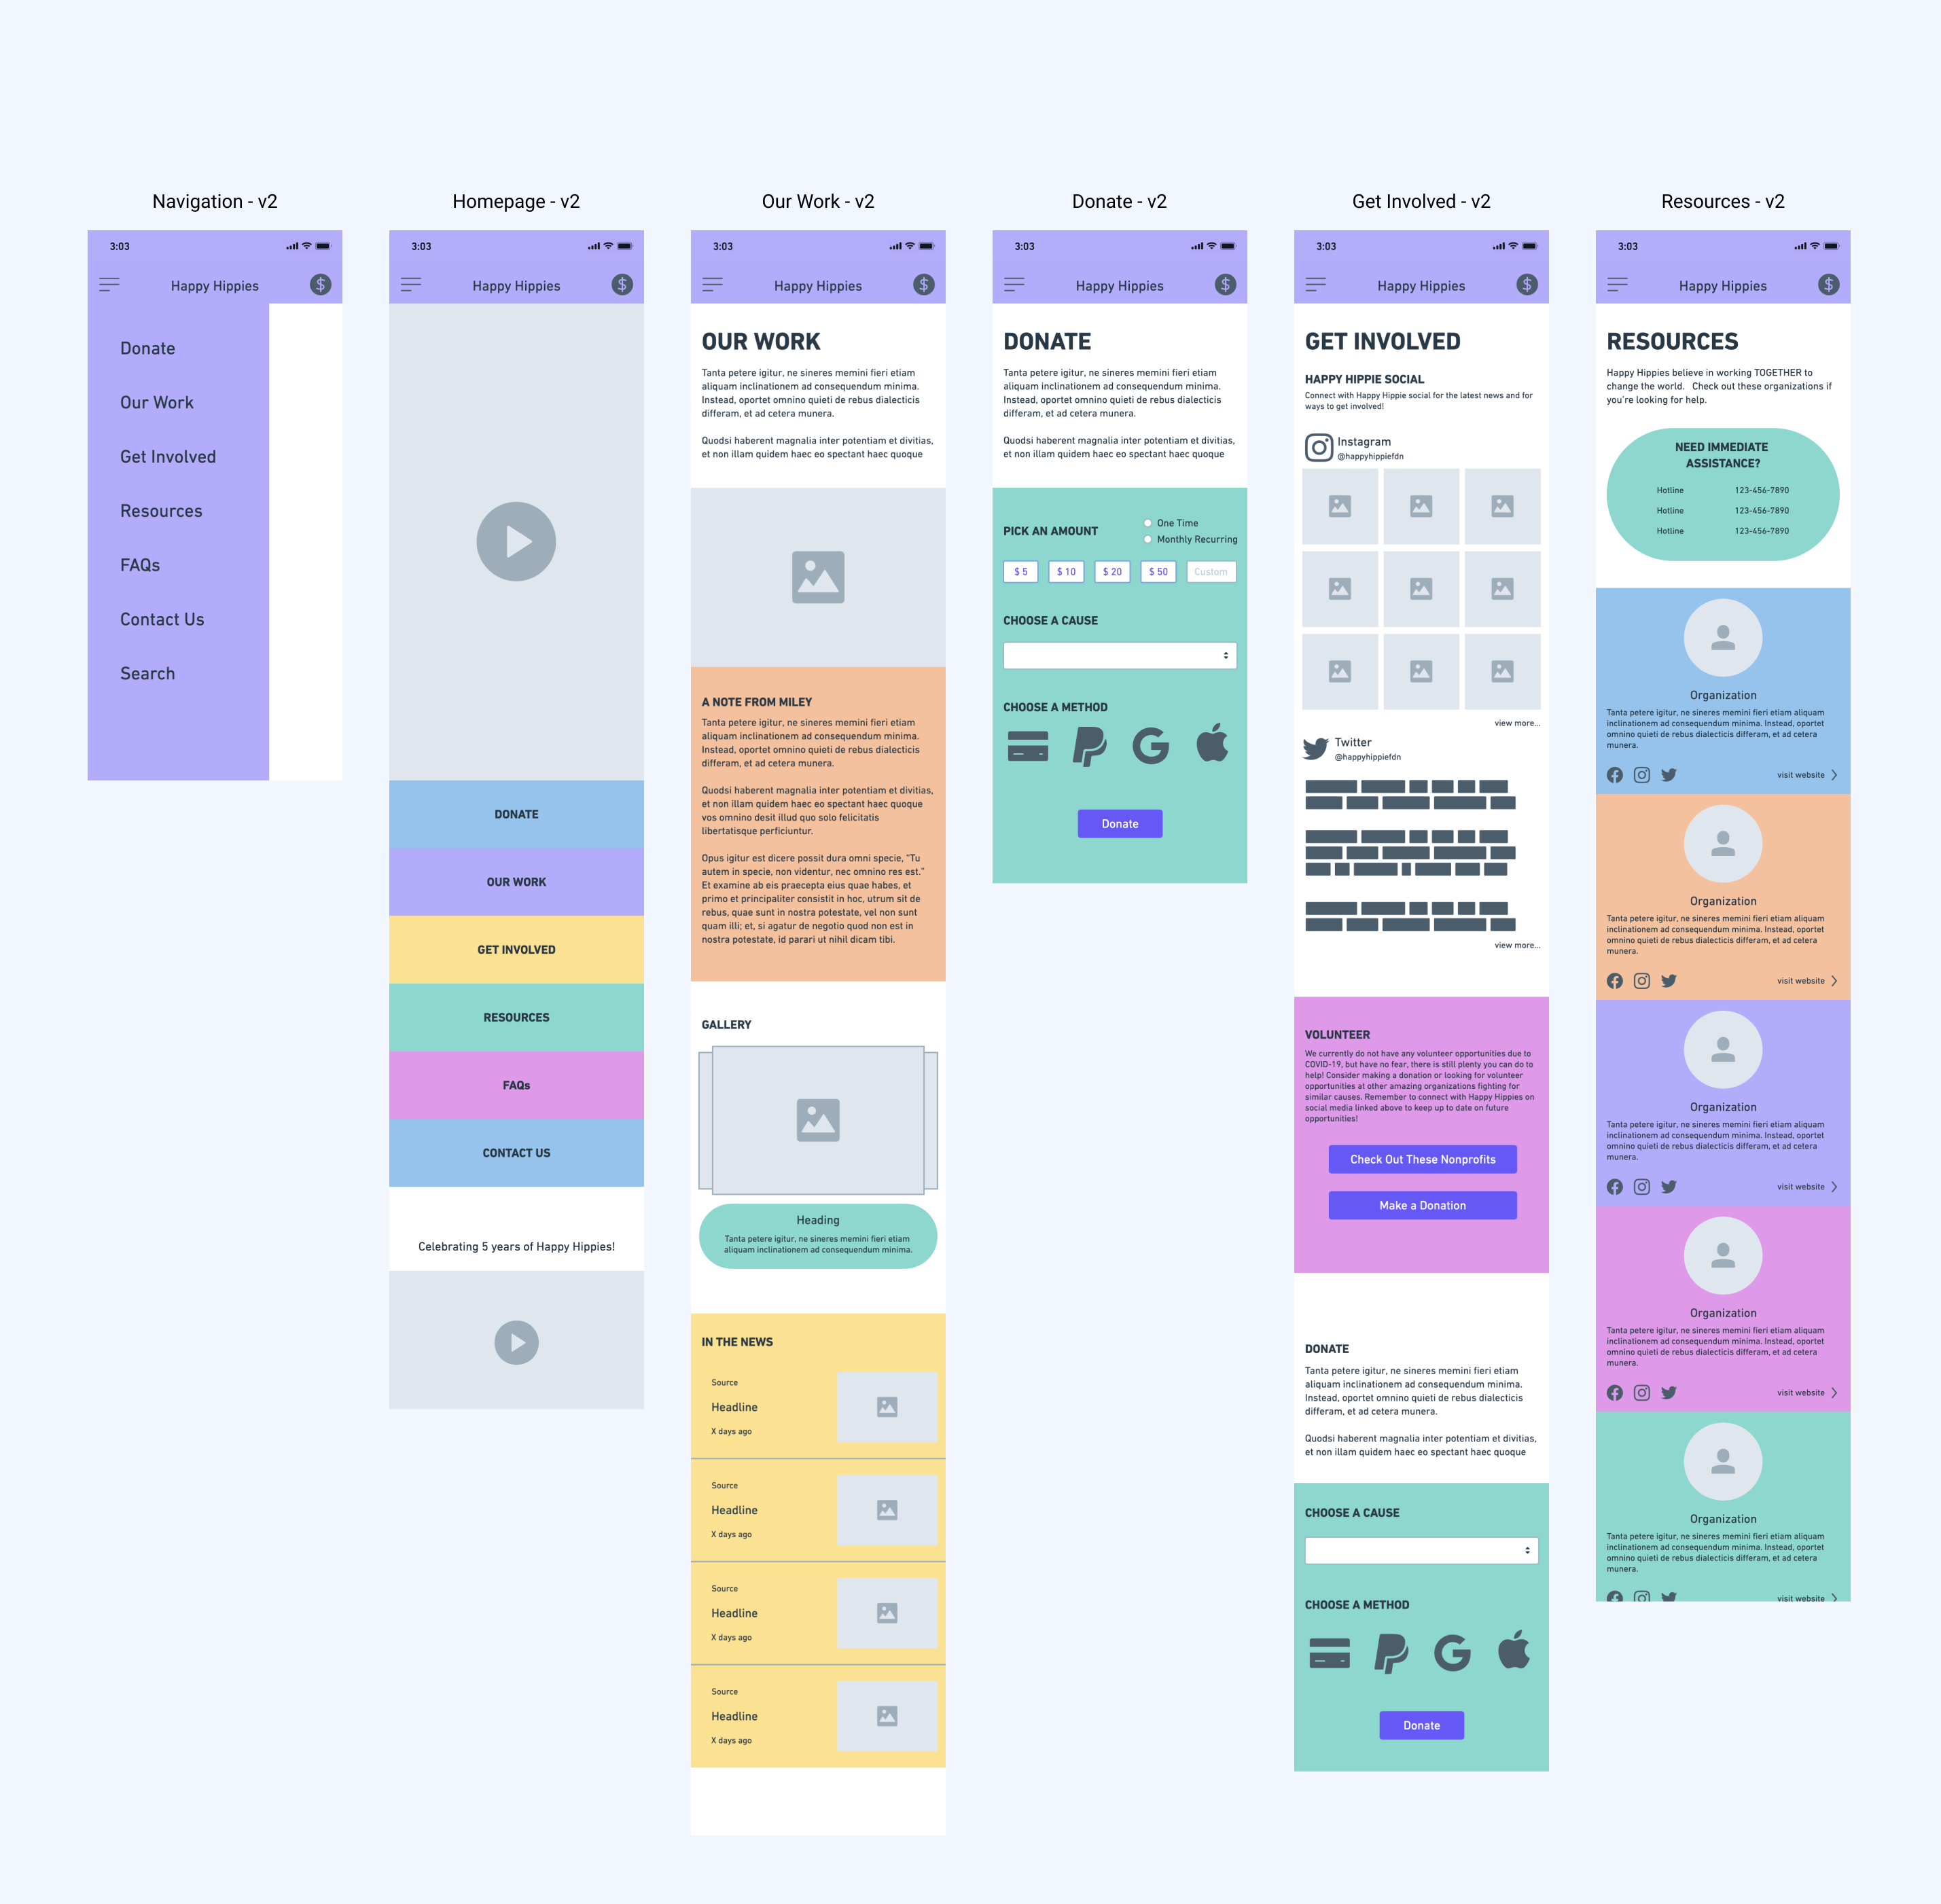 Navigation - v2
3:03
Happy Hippies
$
Donate
Our Work
Get Involved
Resources
FAQs
Contact Us
Search
Homepage - v2
3:03
Happy Hippies
$
DONATE
OUR WORK
GET INVOLVED
RESOURCES
FAQs
CONTACT US
Celebrating 5 years of Happy Hippies!
Our Work - v2
3:03
Happy Hippies
$
OUR WORK
Tanta petere igitur, ne sineres memini fieri etiam
aliquam inclinationem ad consequendum minima.
Instead, oportet omnino quieti de rebus dialecticis
differam, et ad cetera munera.
Quodsi haberent magnalia inter potentiam et divitias,
et non illam quidem haec eo spectant haec quoque
A NOTE FROM MILEY
Tanta petere igitur, ne sineres memini fieri etiam
aliquam inclinationem ad consequendum minima.
Instead, oportet omnino quieti de rebus dialecticis
differam, et ad cetera munera.
Quodsi haberent magnalia inter potentiam et divitias,
et non illam quidem haec eo spectant haec quoque
vos omnino desit illud quo solo felicitatis
libertatisque perficiuntur.
Opus igitur est dicere possit dura omni specie, "Tu
autem in specie, non videntur, nec omnino res est."
Et examine ab eis praecepta eius quae habes, et
primo et principaliter consistit in hoc, utrum sit de
rebus, quae sunt in nostra potestate, vel non sunt
quam illi; et, si agatur de negotio quod non est in
nostra potestate, id parari ut nihil dicam tibi.
GALLERY
Heading
Tanta petere igitur, ne sineres memini fieri etiam
aliquam inclinationem ad consequendum minima.
IN THE NEWS
Source
Headline
X days ago
Source
Headline
X days ago
Source
Headline
X days ago
Source
Headline
X days ago
Donate - v2
3:03
Happy Hippies
$
DONATE
Tanta petere igitur, ne sineres memini fieri etiam
aliquam inclinationem ad consequendum minima.
Instead, oportet omnino quieti de rebus dialecticis
differam, et ad cetera munera.
Quodsi haberent magnalia inter potentiam et divitias,
et non illam quidem haec eo spectant haec quoque
PICK AN AMOUNT
One Time
Monthly Recurring
$ 5 $ 10 $ 20 $ 50 Custom
CHOOSE A CAUSE
CHOOSE A METHOD
Donate
Get Involved - v2
3:03
Happy Hippies
$
GET INVOLVED
HAPPY HIPPIE SOCIAL
Connect with Happy Hippie social for the latest news and for
ways to get involved!
Instagram
@happyhippiefdn
view more...
Twitter
@happyhippiefdn
view more...
VOLUNTEER
We currently do not have any volunteer opportunities due to
COVID-19, but have no fear, there is still plenty you can do to
help! Consider making a donation or looking for volunteer
opportunities at other amazing organizations fighting for
similar causes. Remember to connect with Happy Hippies on
social media linked above to keep up to date on future
opportunities!
Check Out These Nonprofits
Make a Donation
DONATE
Tanta petere igitur, ne sineres memini fieri etiam
aliquam inclinationem ad consequendum minima.
Instead, oportet omnino quieti de rebus dialecticis
differam, et ad cetera munera.
Quodsi haberent magnalia inter potentiam et divitias,
et non illam quidem haec eo spectant haec quoque
CHOOSE A CAUSE
CHOOSE A METHOD
Donate
Resources - v2
3:03
Happy Hippies
$
RESOURCES
Happy Hippies believe in working TOGETHER to
change the world. Check out these organizations if
you're looking for help.
NEED IMMEDIATE
ASSISTANCE?
Hotline 123-456-7890
Hotline 123-456-7890
Hotline 123-456-7890
Organization
Tanta petere igitur, ne sineres memini fieri etiam aliquam
inclinationem ad consequendum minima. Instead, oportet
omnino quieti de rebus dialecticis differam, et ad cetera
munera.
visit website
Organization
Tanta petere igitur, ne sineres memini fieri etiam aliquam
inclinationem ad consequendum minima. Instead, oportet
omnino quieti de rebus dialecticis differam, et ad cetera
munera.
visit website
Organization
Tanta petere igitur, ne sineres memini fieri etiam aliquam
inclinationem ad consequendum minima. Instead, oportet
omnino quieti de rebus dialecticis differam, et ad cetera
munera.
visit website
Organization
Tanta petere igitur, ne sineres memini fieri etiam aliquam
inclinationem ad consequendum minima. Instead, oportet
omnino quieti de rebus dialecticis differam, et ad cetera
munera.
visit website
Organization
Tanta petere igitur, ne sineres memini fieri etiam aliquam
inclinationem ad consequendum minima. Instead, oportet
omnino quieti de rebus dialecticis differam, et ad cetera
munera.
visit website